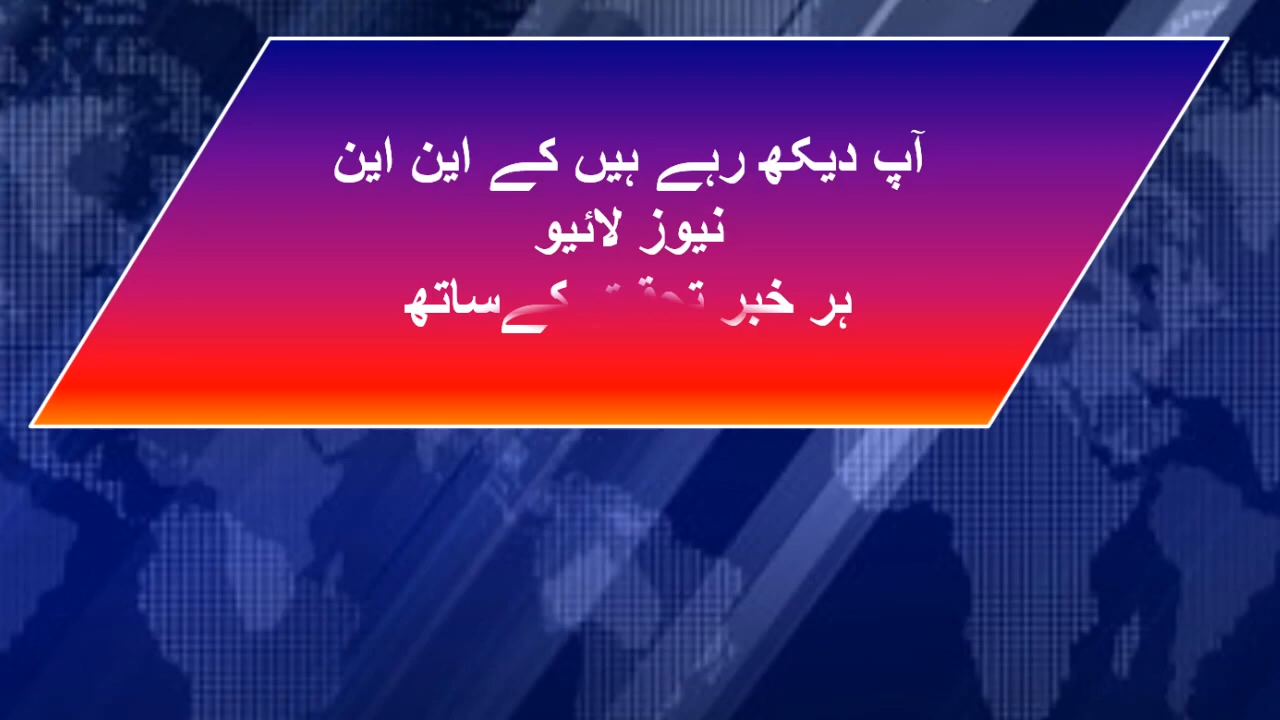 آپ دیکھ رہے ہیں کے این این
نیوز لائیو
ہر خبر کےساتھ